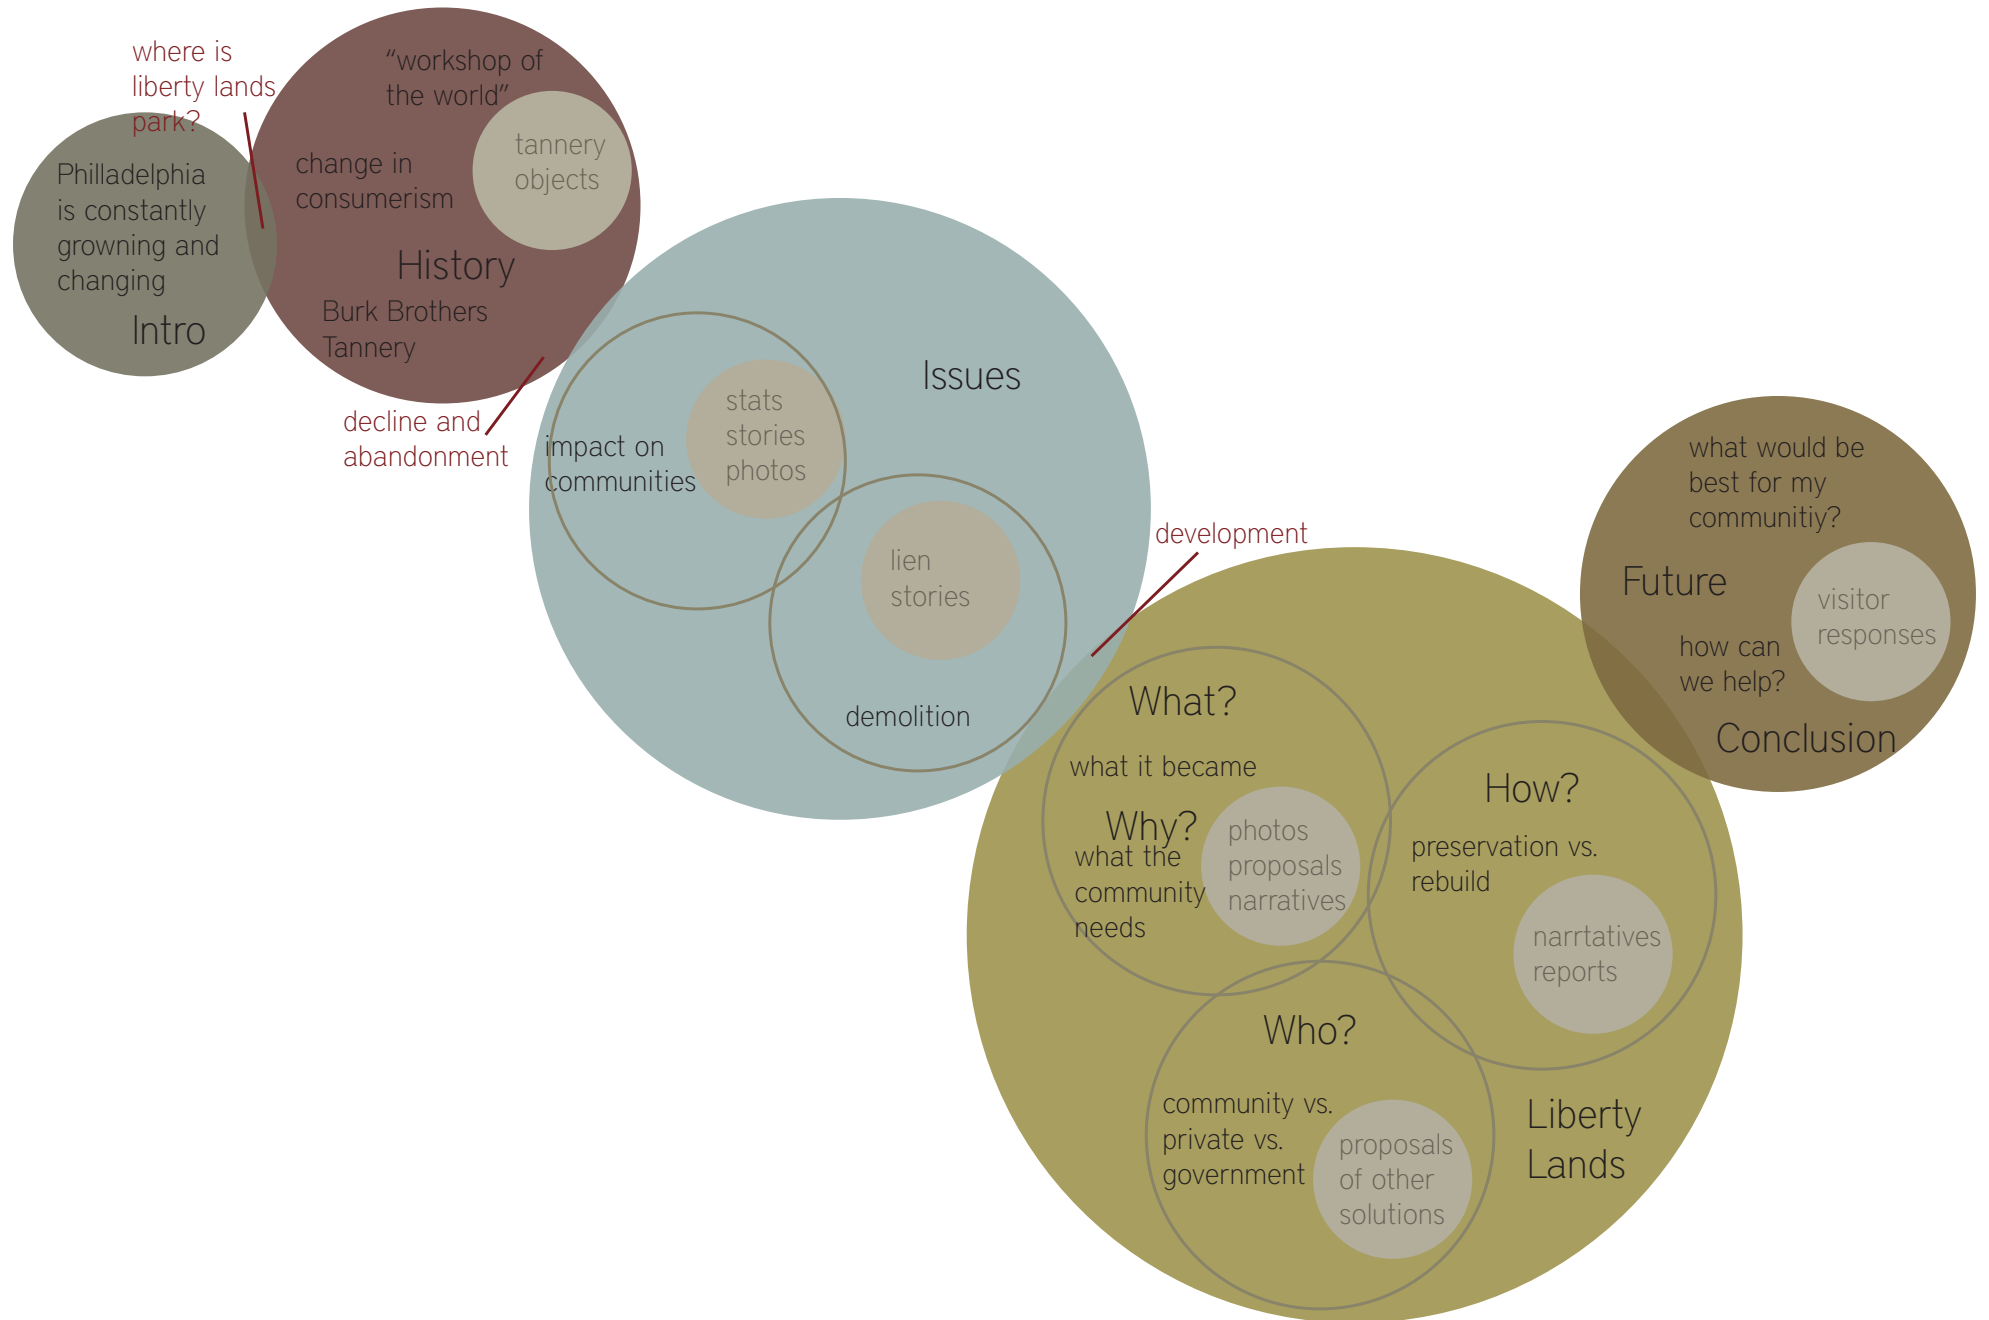 where is
liberty lands
park?
Philladelphia
is constantly
growning and
changing
Intro
"workshop of
the world"
tannery
objects
change in
consumerism
History
Burk Brothers
Tannery
decline and
abandonment
Issues
impact on
communities
stats
stories
photos
lien
stories
demolition
development
What?
what it became
Why?
what the
community
needs
photos
proposals
narratives
How?
preservation vs.
rebuild
narrtatives
reports
Who?
community vs.
private vs.
government
proposals
of other
solutions
Liberty
Lands
what would be
best for my
communitiy?
Future
visitor
responses
how can
we help?
Conclusion